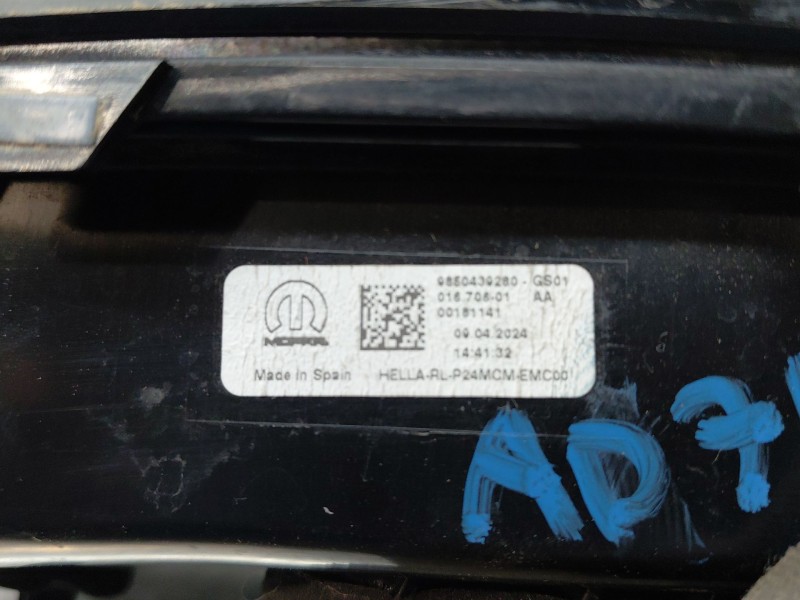 MOPAR
9850439280 - GS01
016.706-01 AA
00181141
09.04.2024
14:41:32
Made in Spain HELLA-RL-P24MCM-EMC00
AD7